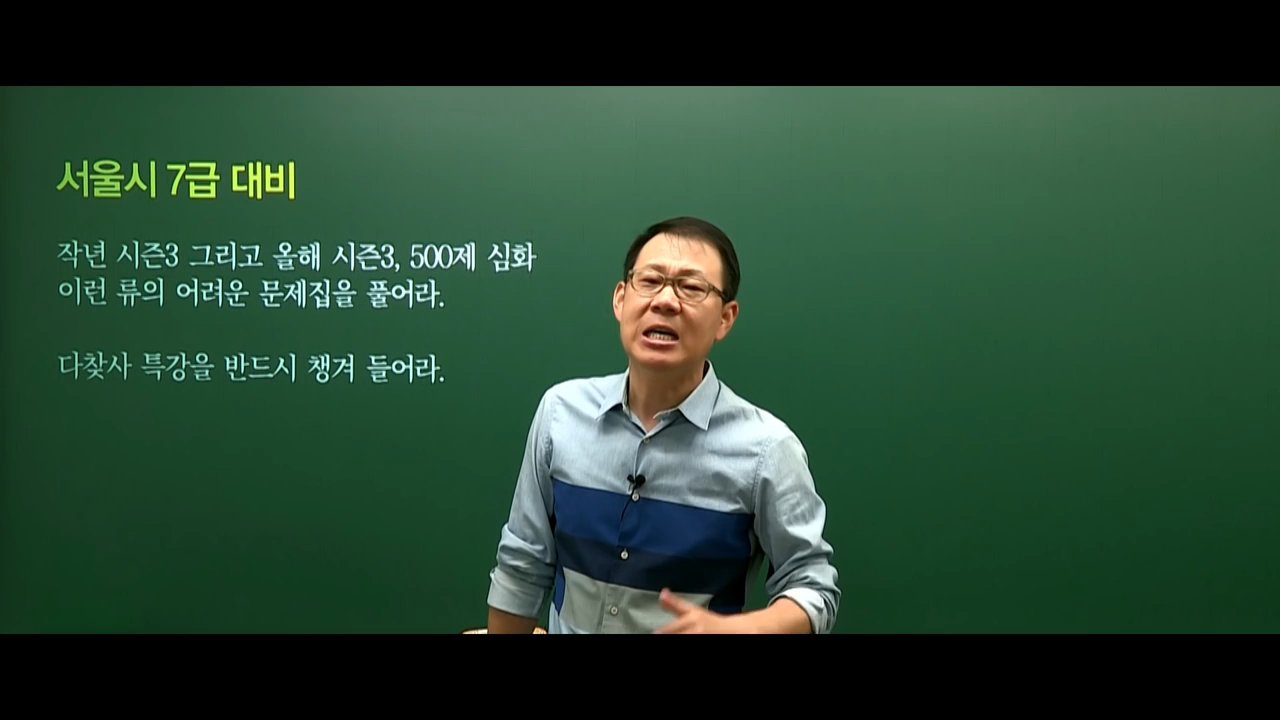 서울시 7급 대비
작년 시즌3 그리고 올해 시즌3, 500제 심화
이런 류의 어려운 문제집을 풀어라.
다찾사 특강을 반드시 챙겨 들어라.